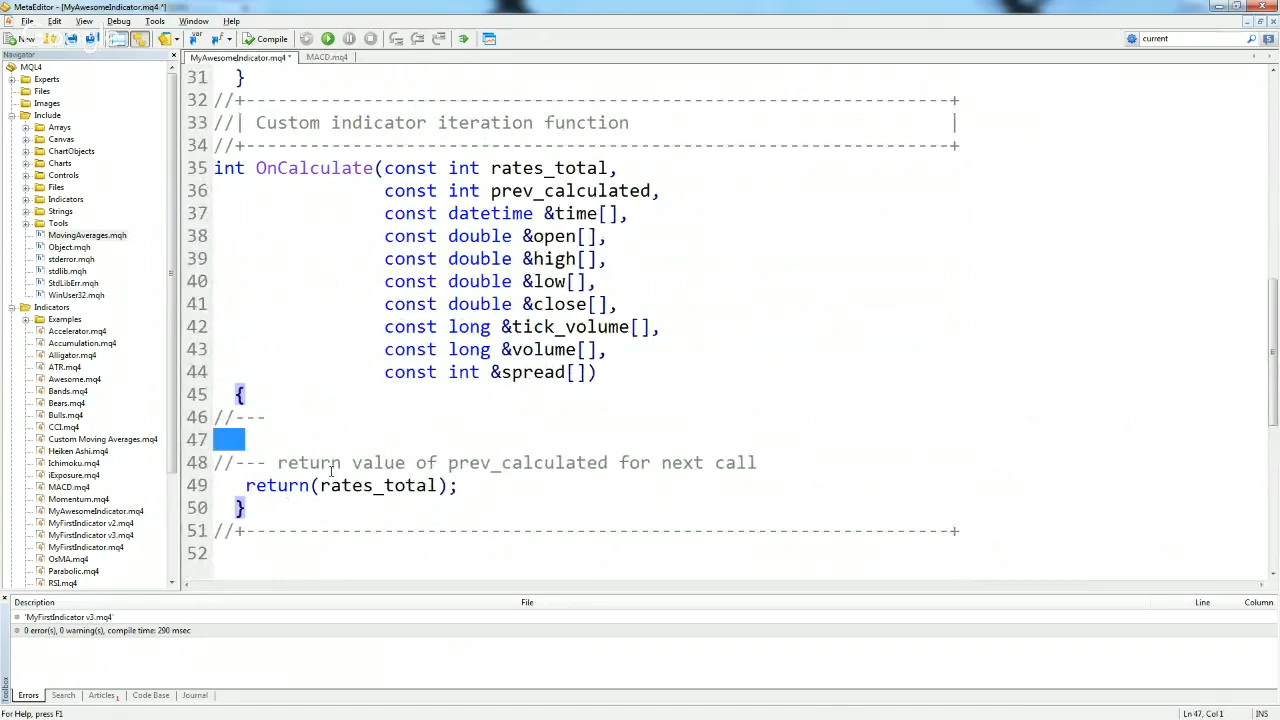 MetaEditor - [MyAwesomeIndicator.mq4 *]
File Edit View Debug Tools Window Help
New Compile current
Navigator
MyAwesomeIndicator.mq4 * MACD.mq4
MQL4
Experts
Files
Images
Include
Arrays
Canvas
ChartObjects
Charts
Controls
Files
Indicators
Strings
Tools
MovingAverages.mqh
Object.mqh
stderror.mqh
stdlib.mqh
StdLibErr.mqh
WinUser32.mqh
Indicators
Examples
Accelerator.mq4
Accumulation.mq4
Alligator.mq4
ATR.mq4
Awesome.mq4
Bands.mq4
Bears.mq4
Bulls.mq4
CCI.mq4
Custom Moving Averages.mq4
Heiken Ashi.mq4
Ichimoku.mq4
iExposure.mq4
MACD.mq4
Momentum.mq4
MyAwesomeIndicator.mq4
MyFirstIndicator v2.mq4
MyFirstIndicator v3.mq4
MyFirstIndicator.mq4
OsMA.mq4
Parabolic.mq4
RSI.mq4
31 }
32 //+------------------------------------------------------------------+
33 //| Custom indicator iteration function |
34 //+------------------------------------------------------------------+
35 int OnCalculate(const int rates_total,
36 const int prev_calculated,
37 const datetime &time[],
38 const double &open[],
39 const double &high[],
40 const double &low[],
41 const double &close[],
42 const long &tick_volume[],
43 const long &volume[],
44 const int &spread[])
45 {
46 //---
47
48 //--- return value of prev_calculated for next call
49 return(rates_total);
50 }
51 //+------------------------------------------------------------------+
52
Description File Line Column
'MyFirstIndicator v3.mq4'
0 error(s), 0 warning(s), compile time: 290 msec
Toolbox
Errors Search Articles 1 Code Base Journal
For Help, press F1 Ln 47, Col 1 INS